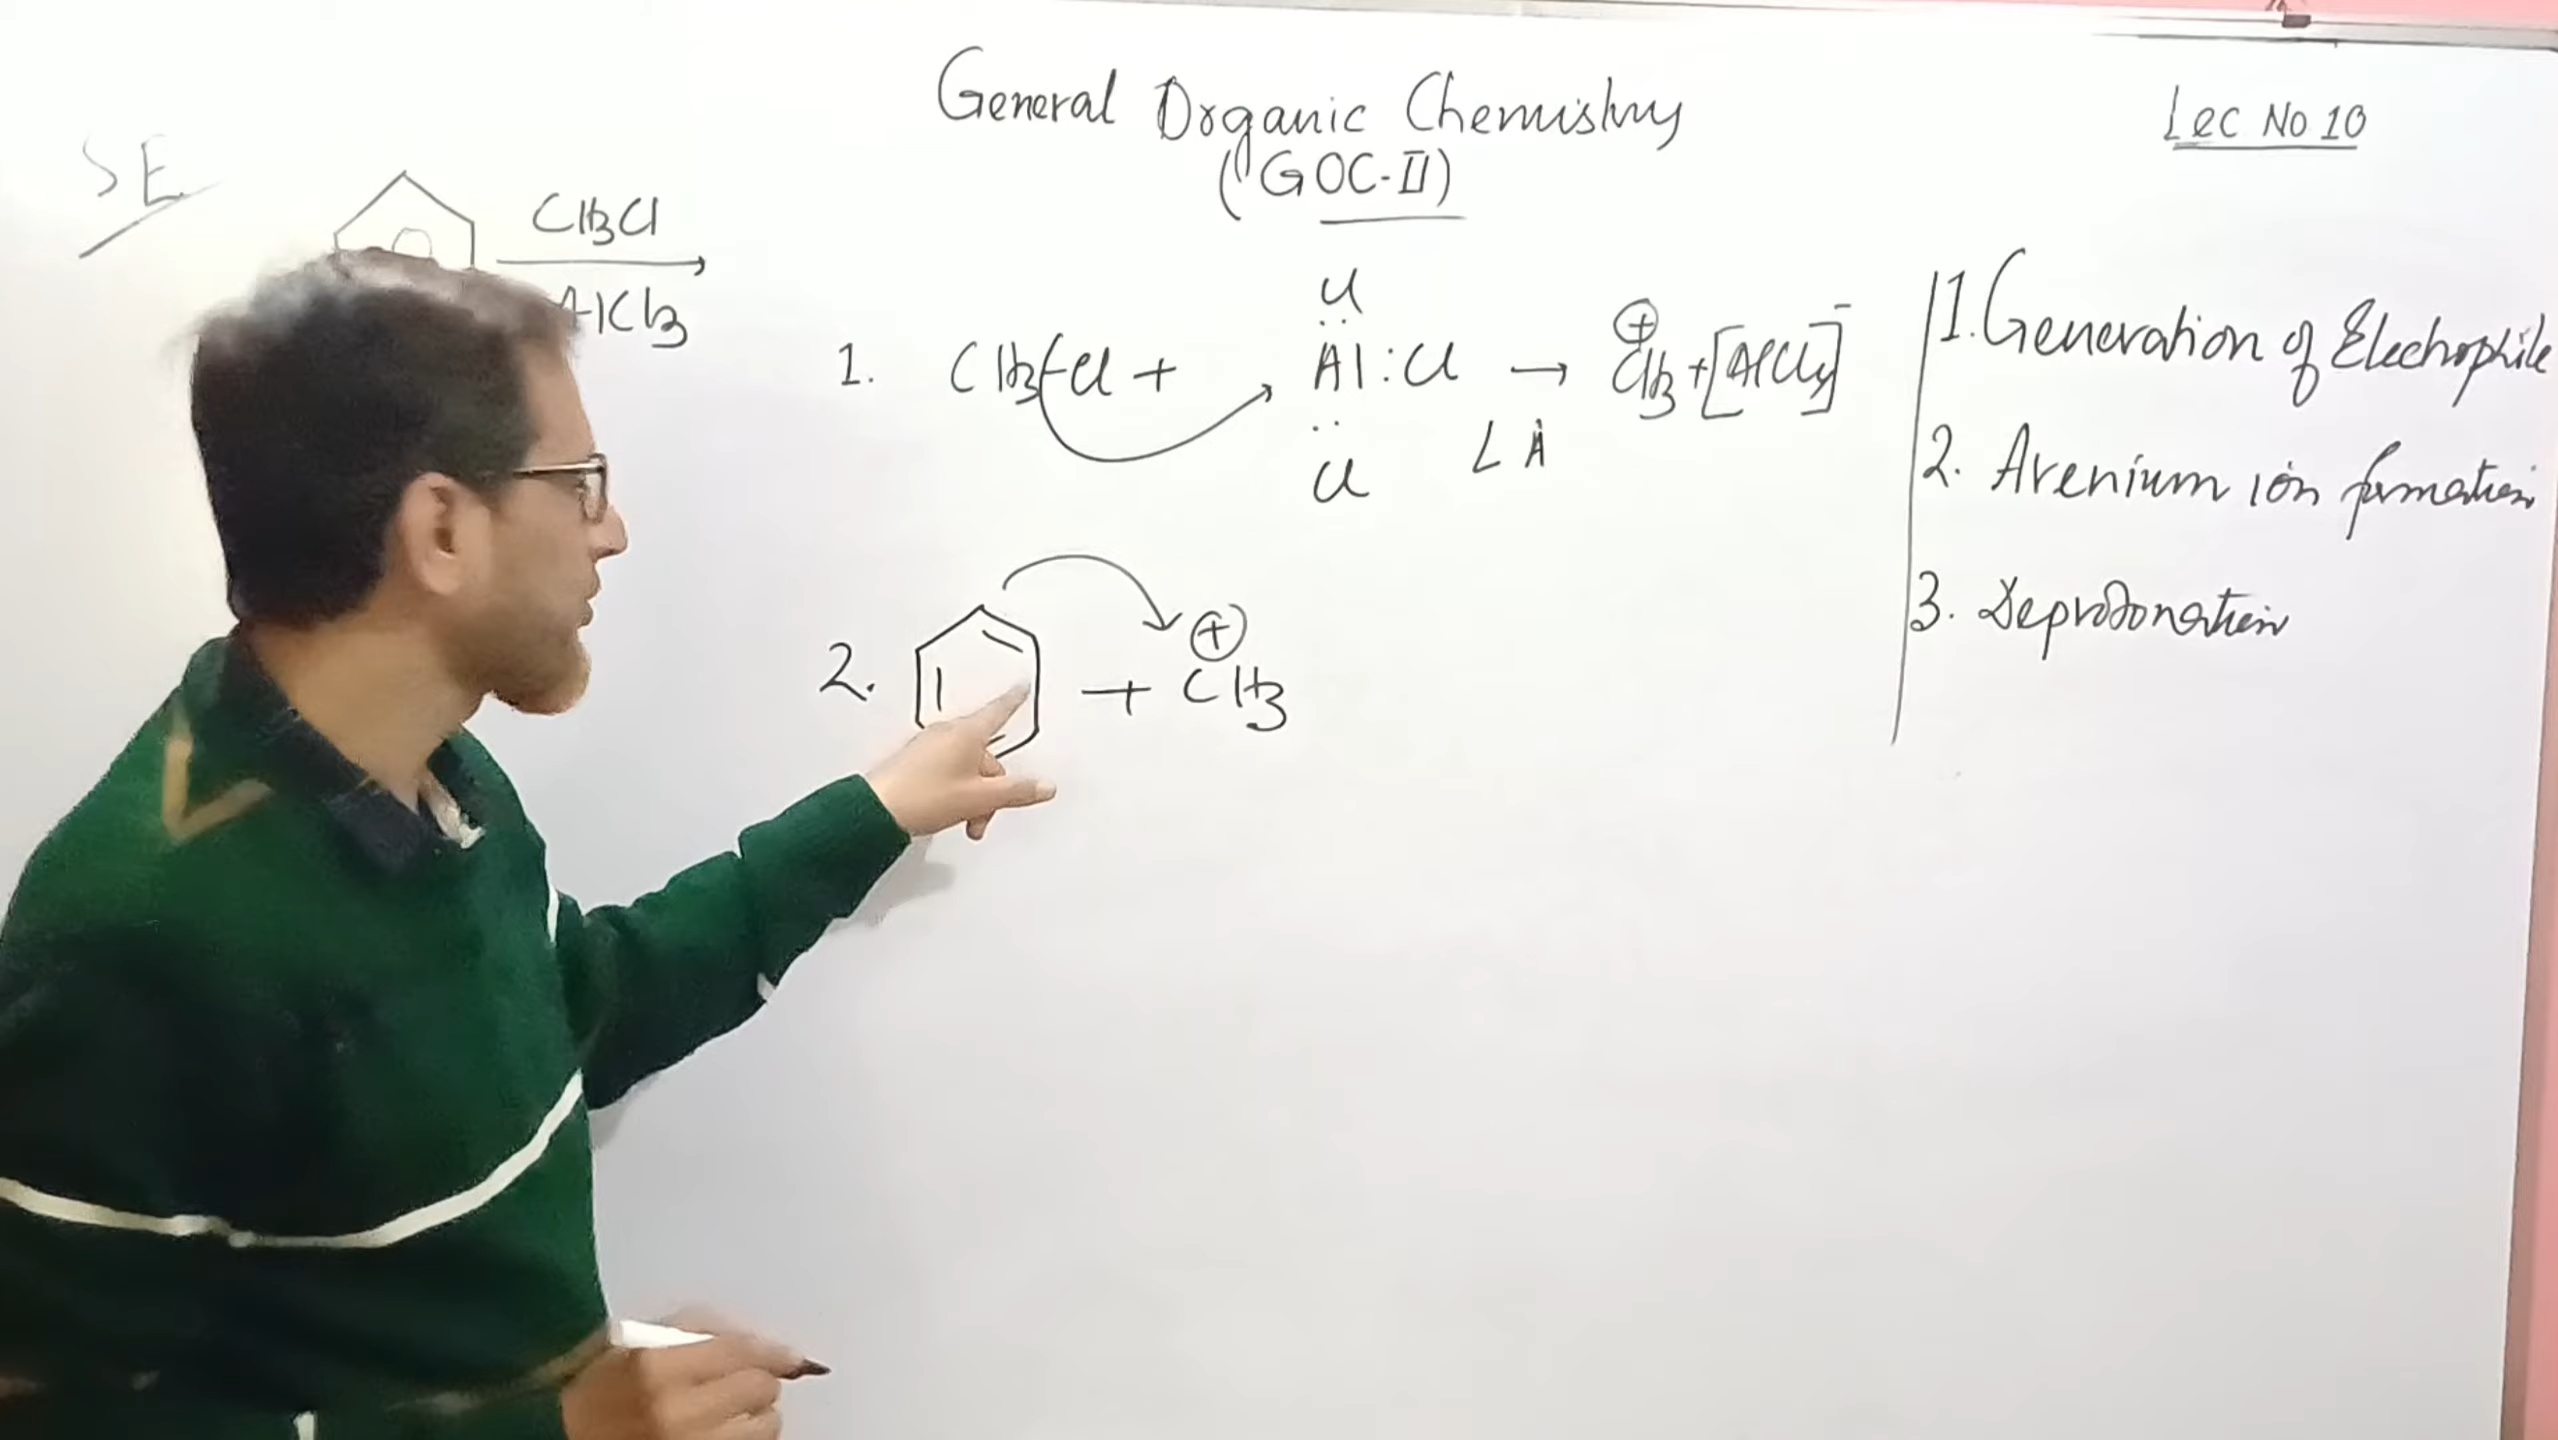 General Organic Chemistry
(GOC-II)
Lec No 10
SE
CH3Cl
AlCl3
1. CH3-Cl + Cl Al:Cl Cl → ⊕CH3 + [AlCl4]-
LA
2. + ⊕CH3
1. Generation of Electrophile
2. Arenium ion formation
3. Deprotonation